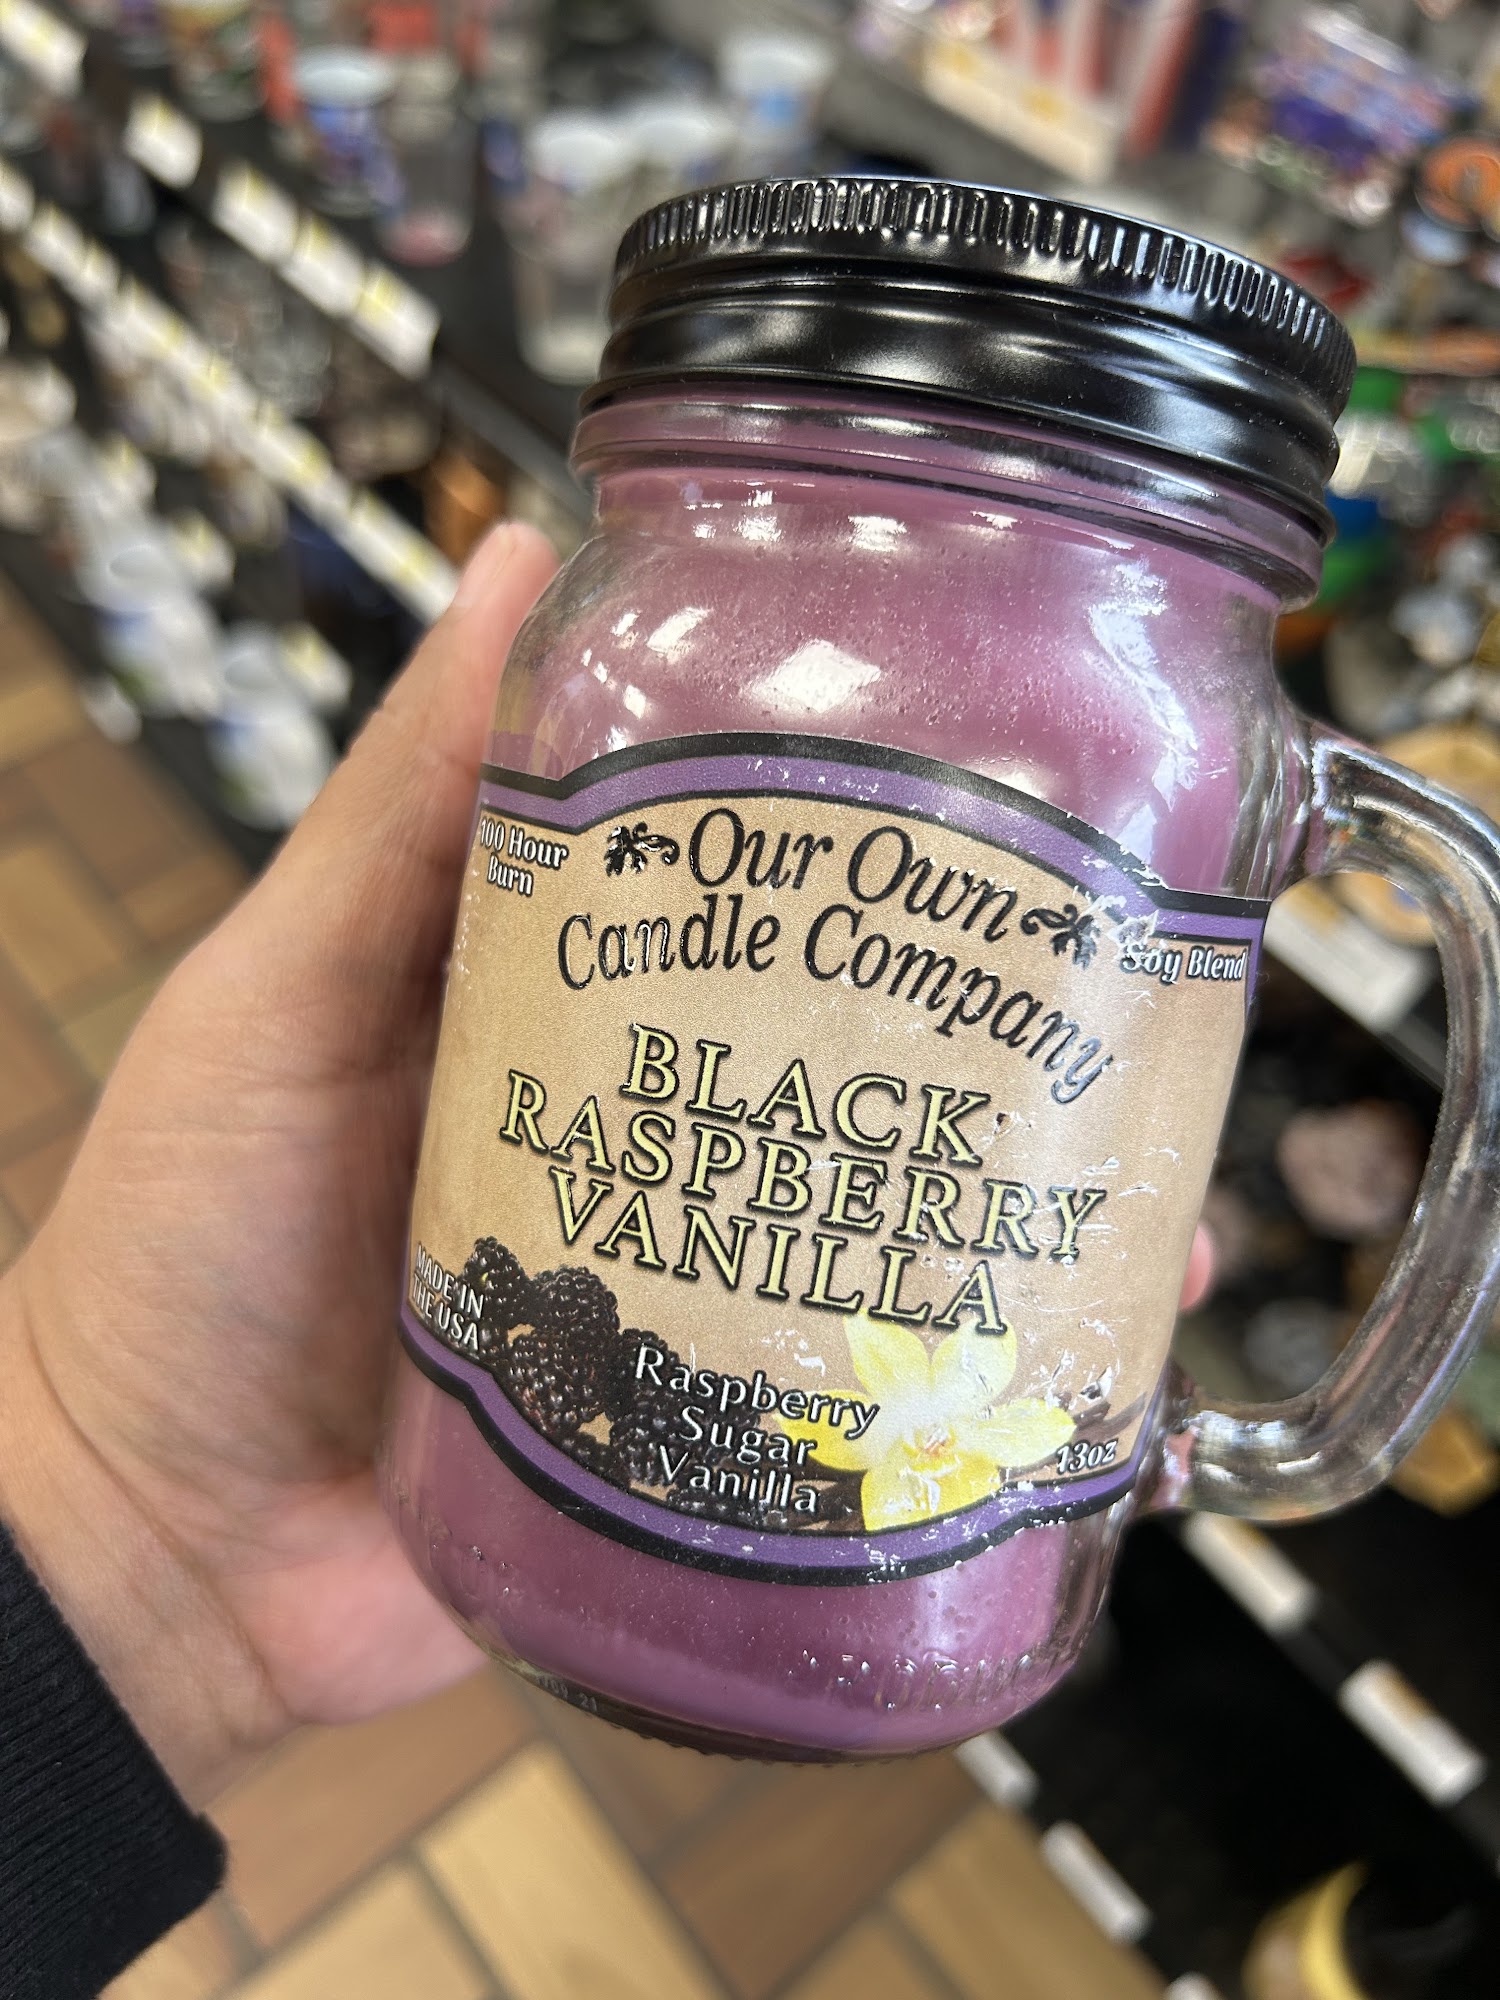 100 Hour
Burn
Our Own
Candle Company
Soy Blend
BLACK
RASPBERRY
VANILLA
MADE IN
THE USA
Raspberry
Sugar
Vanilla
13oz